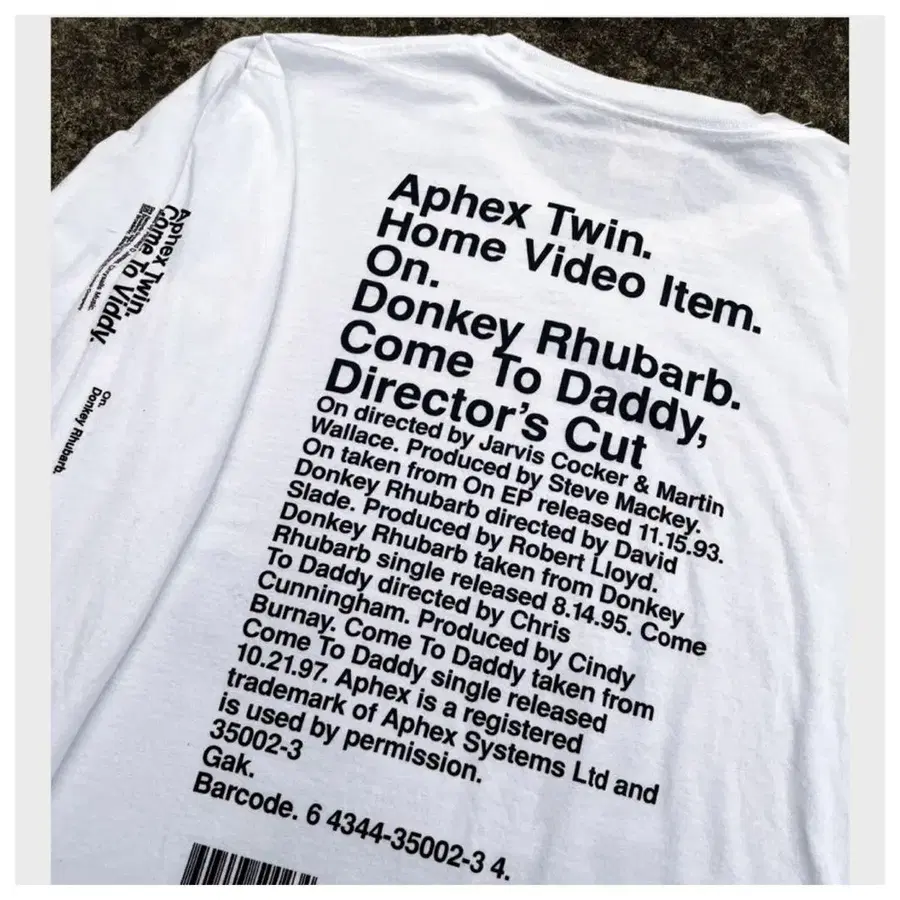 Aphex Twin.
Home Video Item.
On.
Donkey Rhubarb.
Come To Daddy,
Director's Cut
On directed by Jarvis Cocker & Martin
Wallace. Produced by Steve Mackey.
On taken from On EP released 11.15.93.
Donkey Rhubarb directed by David
Slade. Produced by Robert Lloyd.
Donkey Rhubarb taken from Donkey
Rhubarb single released 8.14.95. Come
To Daddy directed by Chris
Cunningham. Produced by Cindy
Burnay. Come To Daddy taken from
Come To Daddy single released
10.21.97. Aphex is a registered
trademark of Aphex Systems Ltd and
is used by permission.
35002-3
Gak.
Barcode. 6 4344-35002-3 4.
Aphex Twin.
Come To Viddy.
On.
Donkey Rhubarb.